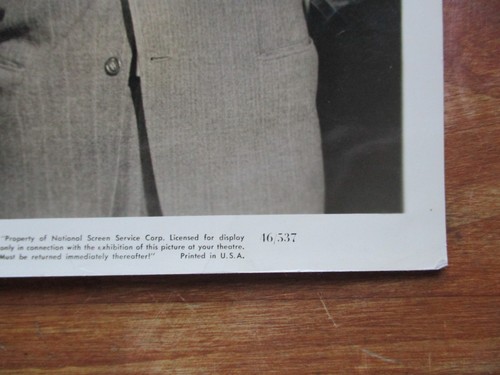 "Property of National Screen Service Corp. Licensed for display
only in connection with the exhibition of this picture at your theatre.
Must be returned immediately thereafter!" Printed in U.S.A.
46/537